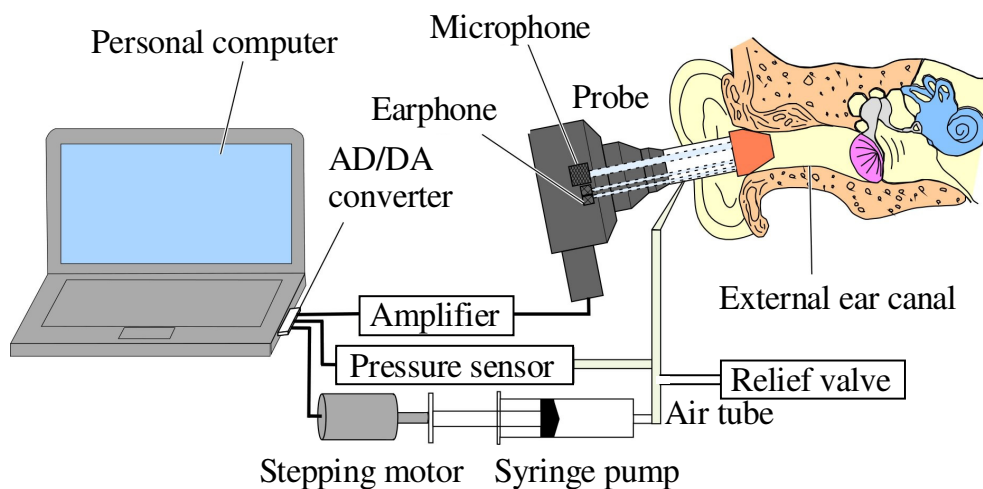 Microphone
Personal computer
Probe
Earphone
AD/DA
converter
External ear canal
Amplifier
Pressure sensor
Relief valve
Air tube
Stepping motor
Syringe pump